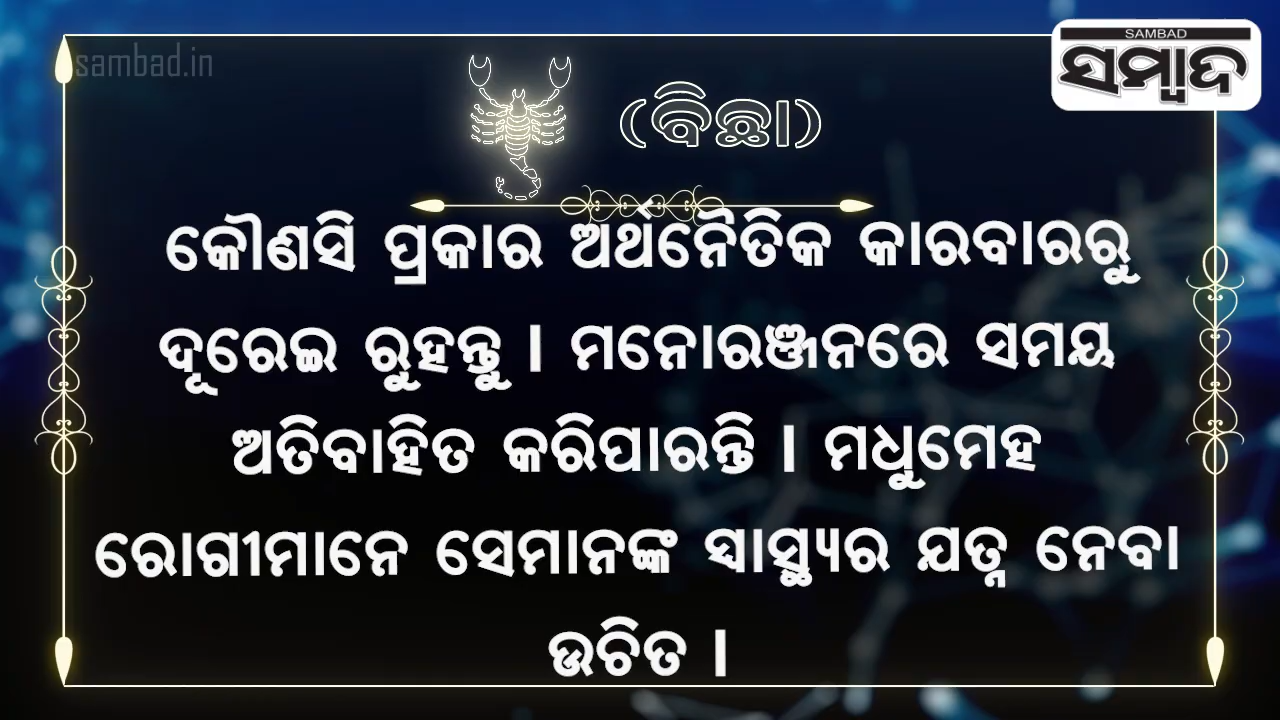 sambad.in
SAMBAD
ସମ୍ବାଦ
(ବିଛା)
କୌଣସି ପ୍ରକାର ଅର୍ଥନୈତିକ କାରବାରରୁ
ଦୂରେଇ ରୁହନ୍ତୁ । ମନୋରଞ୍ଜନରେ ସମୟ
ଅତିବାହିତ କରିପାରନ୍ତି । ମଧୁମେହ
ରୋଗୀମାନେ ସେମାନଙ୍କ ସ୍ୱାସ୍ଥ୍ୟର ଯତ୍ନ ନେବା
ଉଚିତ ।